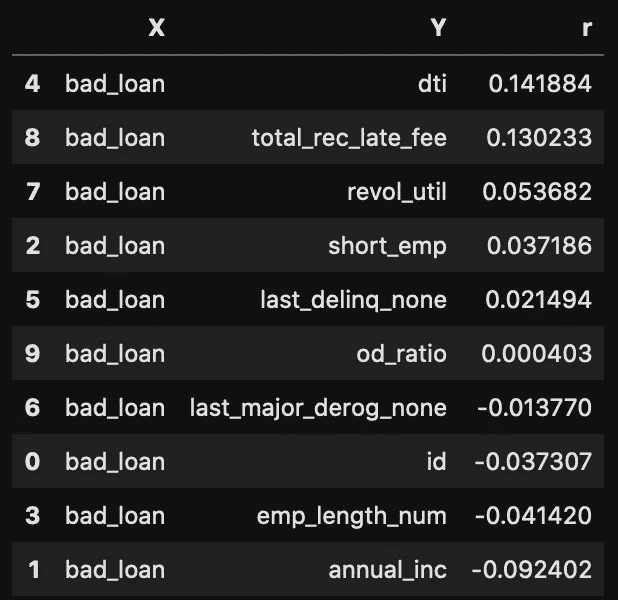 X Y r
4 bad_loan dti 0.141884
8 bad_loan total_rec_late_fee 0.130233
7 bad_loan revol_util 0.053682
2 bad_loan short_emp 0.037186
5 bad_loan last_delinq_none 0.021494
9 bad_loan od_ratio 0.000403
6 bad_loan last_major_derog_none -0.013770
0 bad_loan id -0.037307
3 bad_loan emp_length_num -0.041420
1 bad_loan annual_inc -0.092402